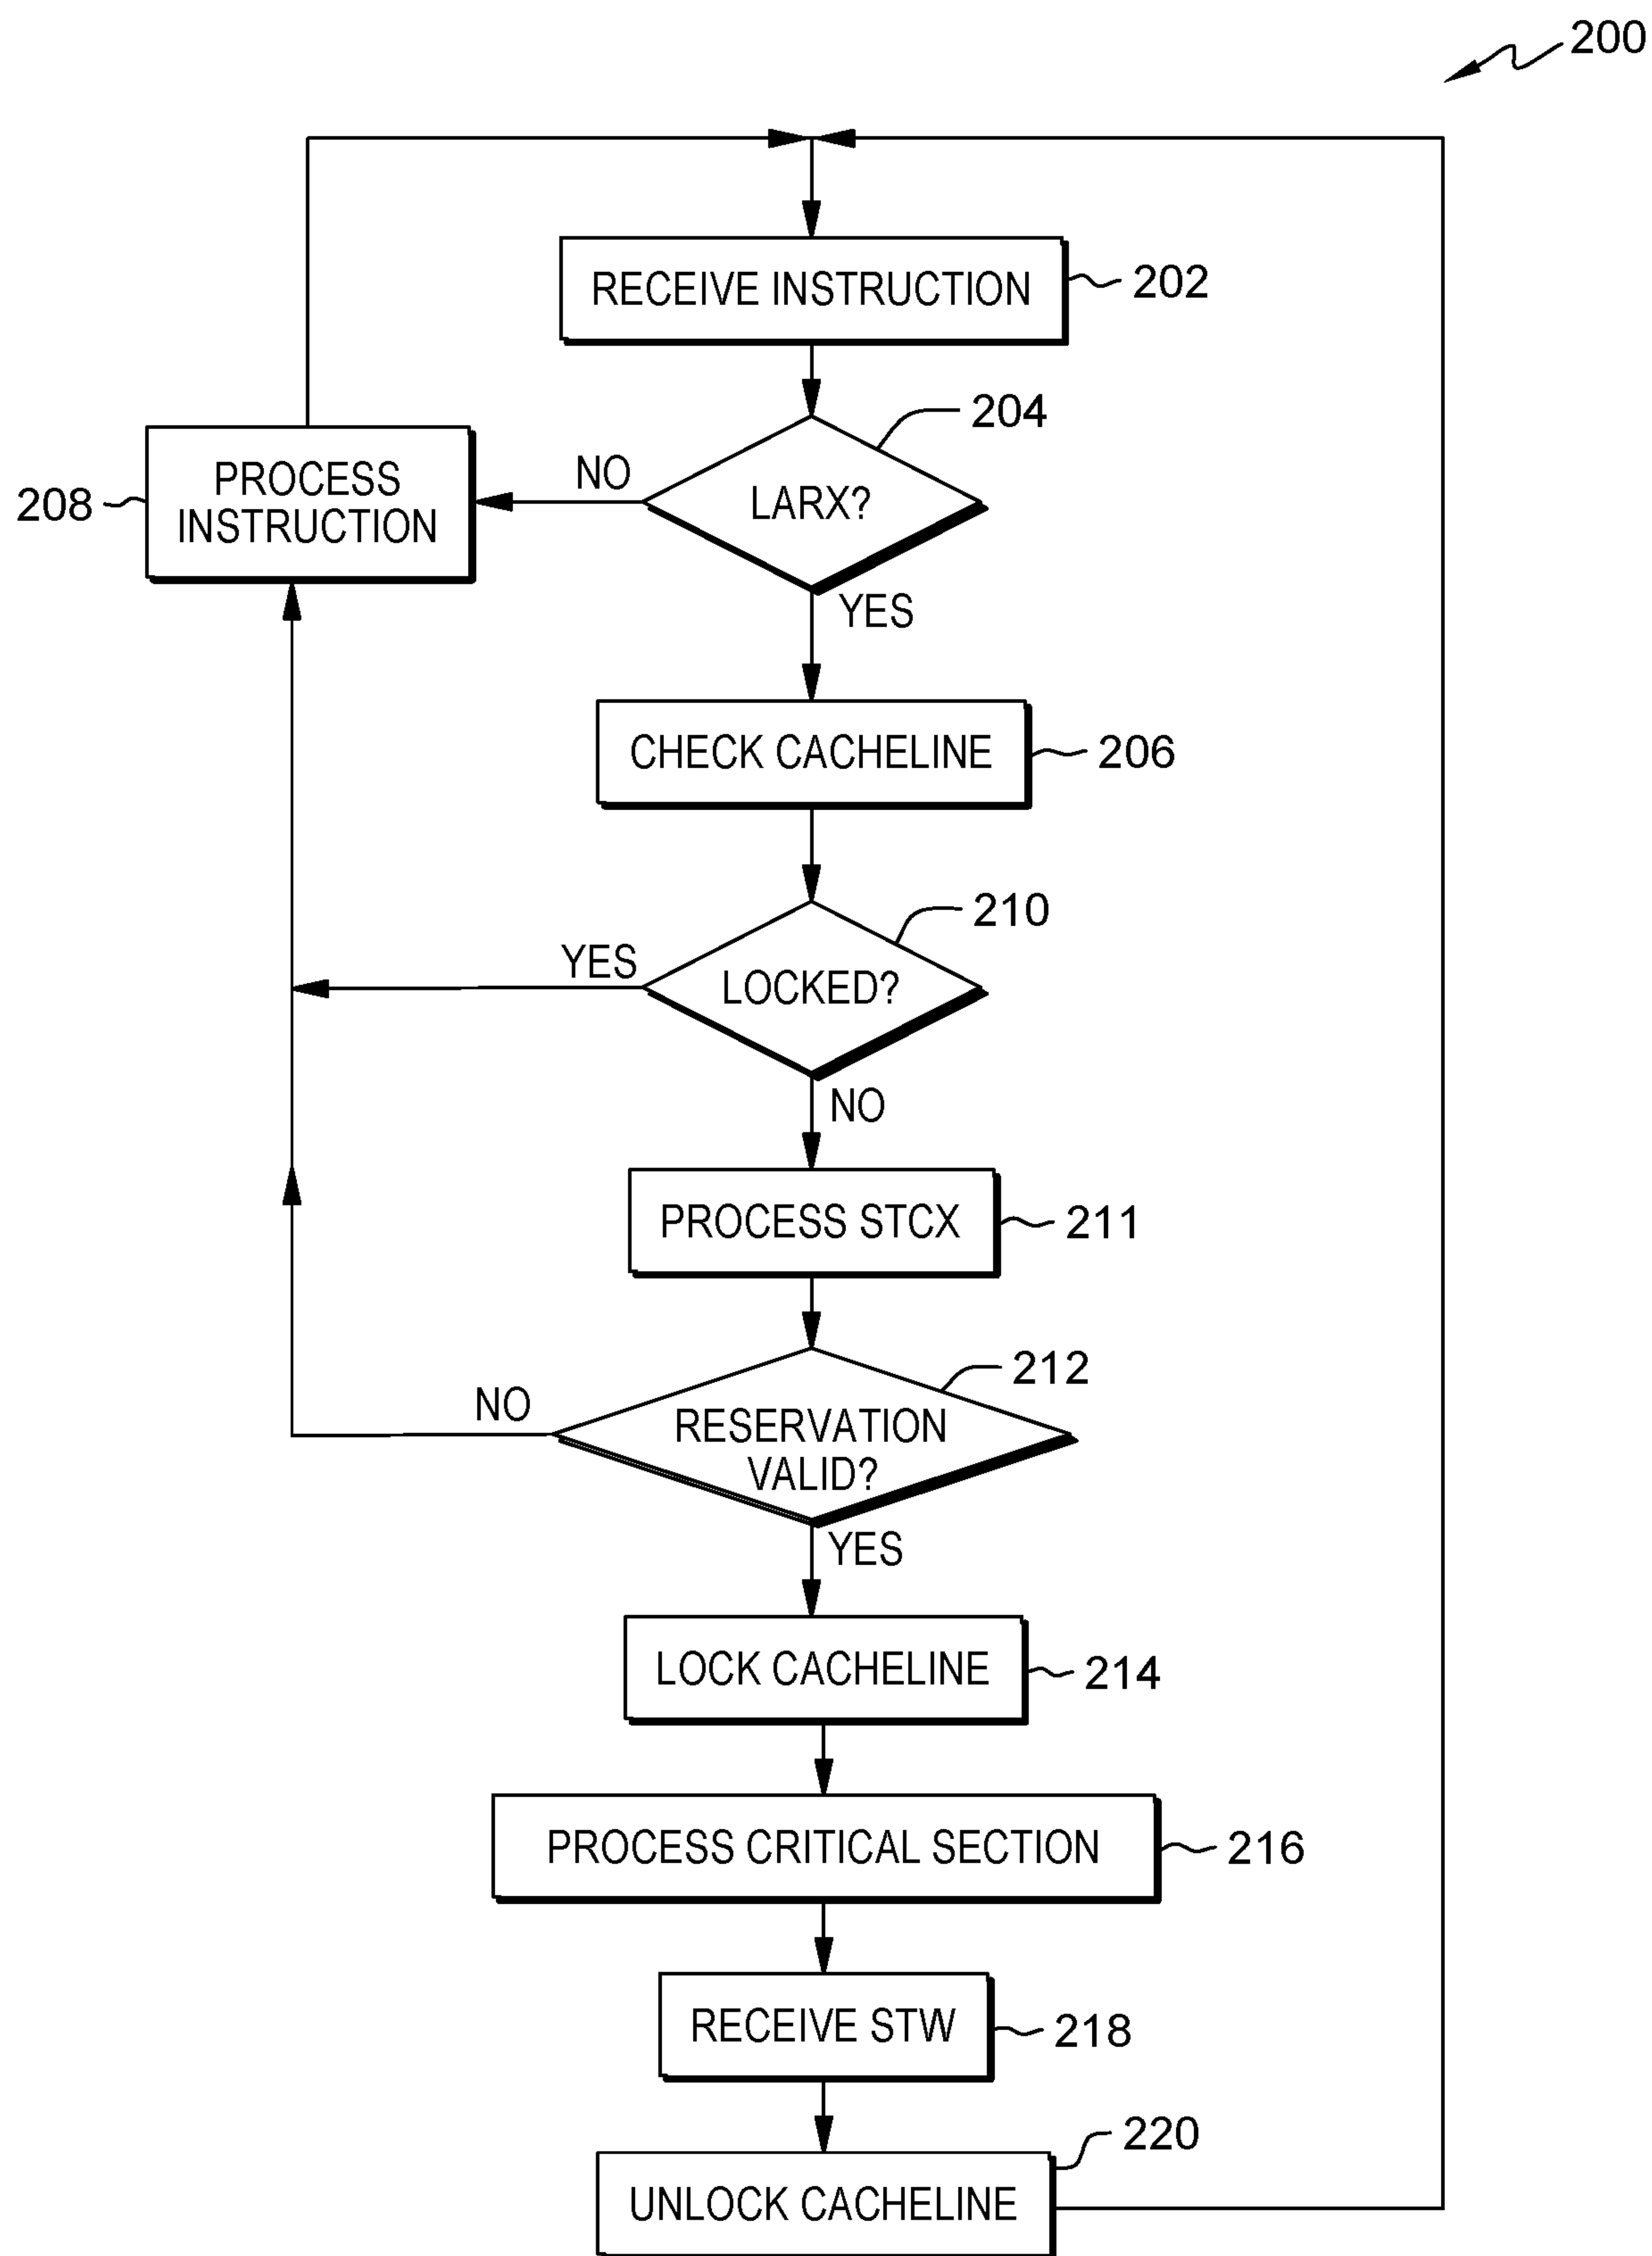 200
RECEIVE INSTRUCTION
202
204
LARX?
NO
YES
PROCESS
INSTRUCTION
208
CHECK CACHELINE
206
210
LOCKED?
YES
NO
PROCESS STCX
211
212
RESERVATION
VALID?
NO
YES
LOCK CACHELINE
214
PROCESS CRITICAL SECTION
216
RECEIVE STW
218
220
UNLOCK CACHELINE